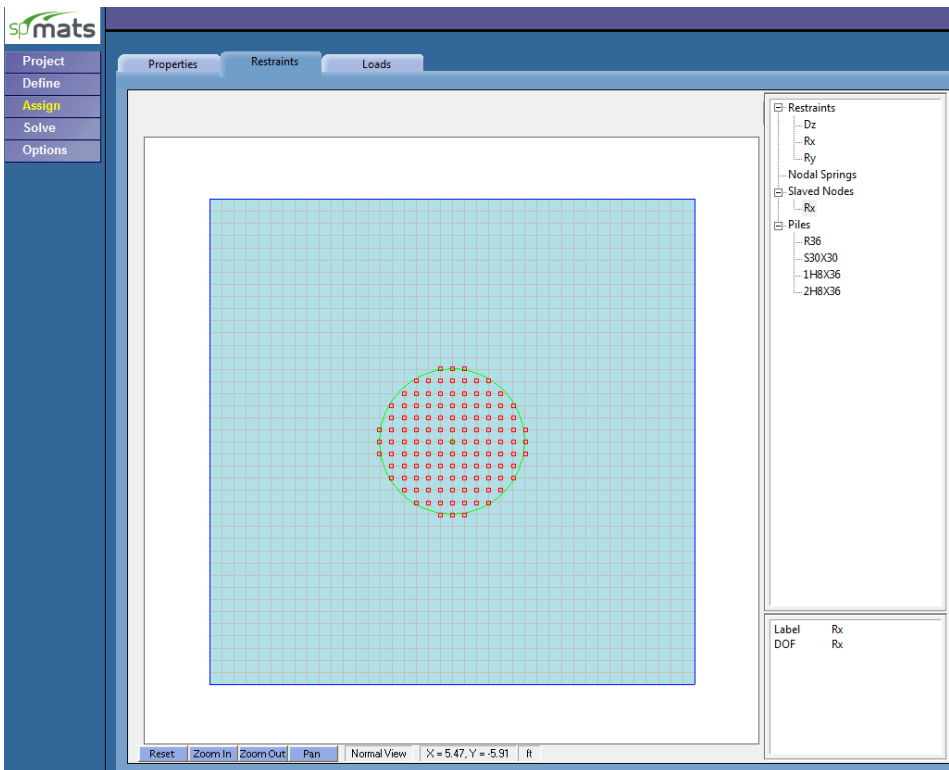 spmats
Project
Define
Assign
Solve
Options
Properties Restraints Loads
Restraints
Dz
Rx
Ry
Nodal Springs
Slaved Nodes
Rx
Piles
R36
S30X30
1H8X36
2H8X36
Label Rx
DOF Rx
Reset Zoom In Zoom Out Pan Normal View X = 5.47, Y = -5.91 ft